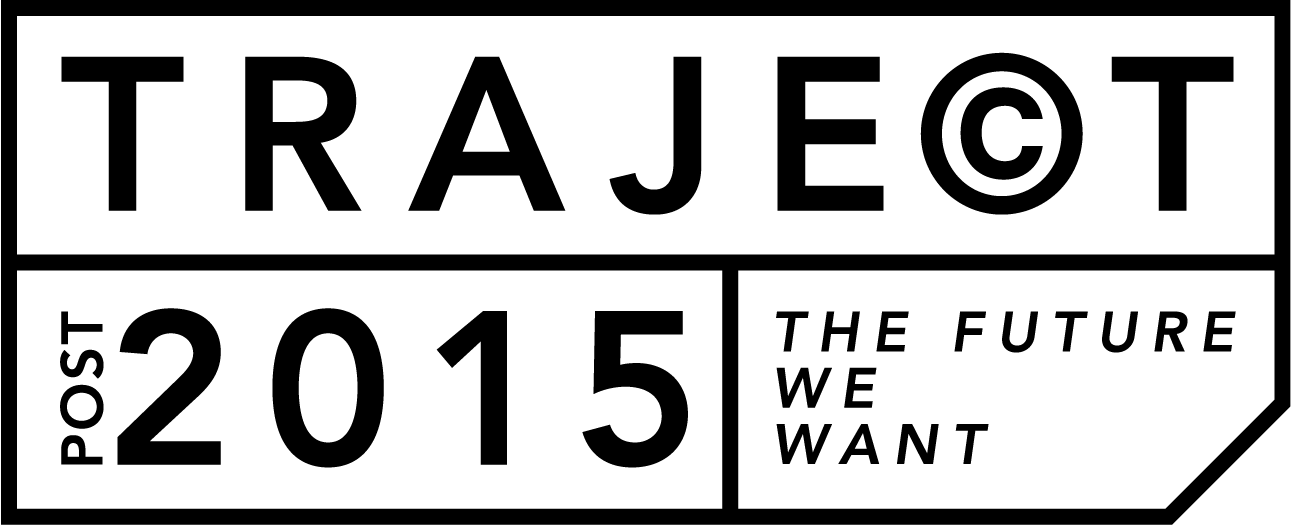 TRAJE©T
POST 2015
THE FUTURE
WE
WANT